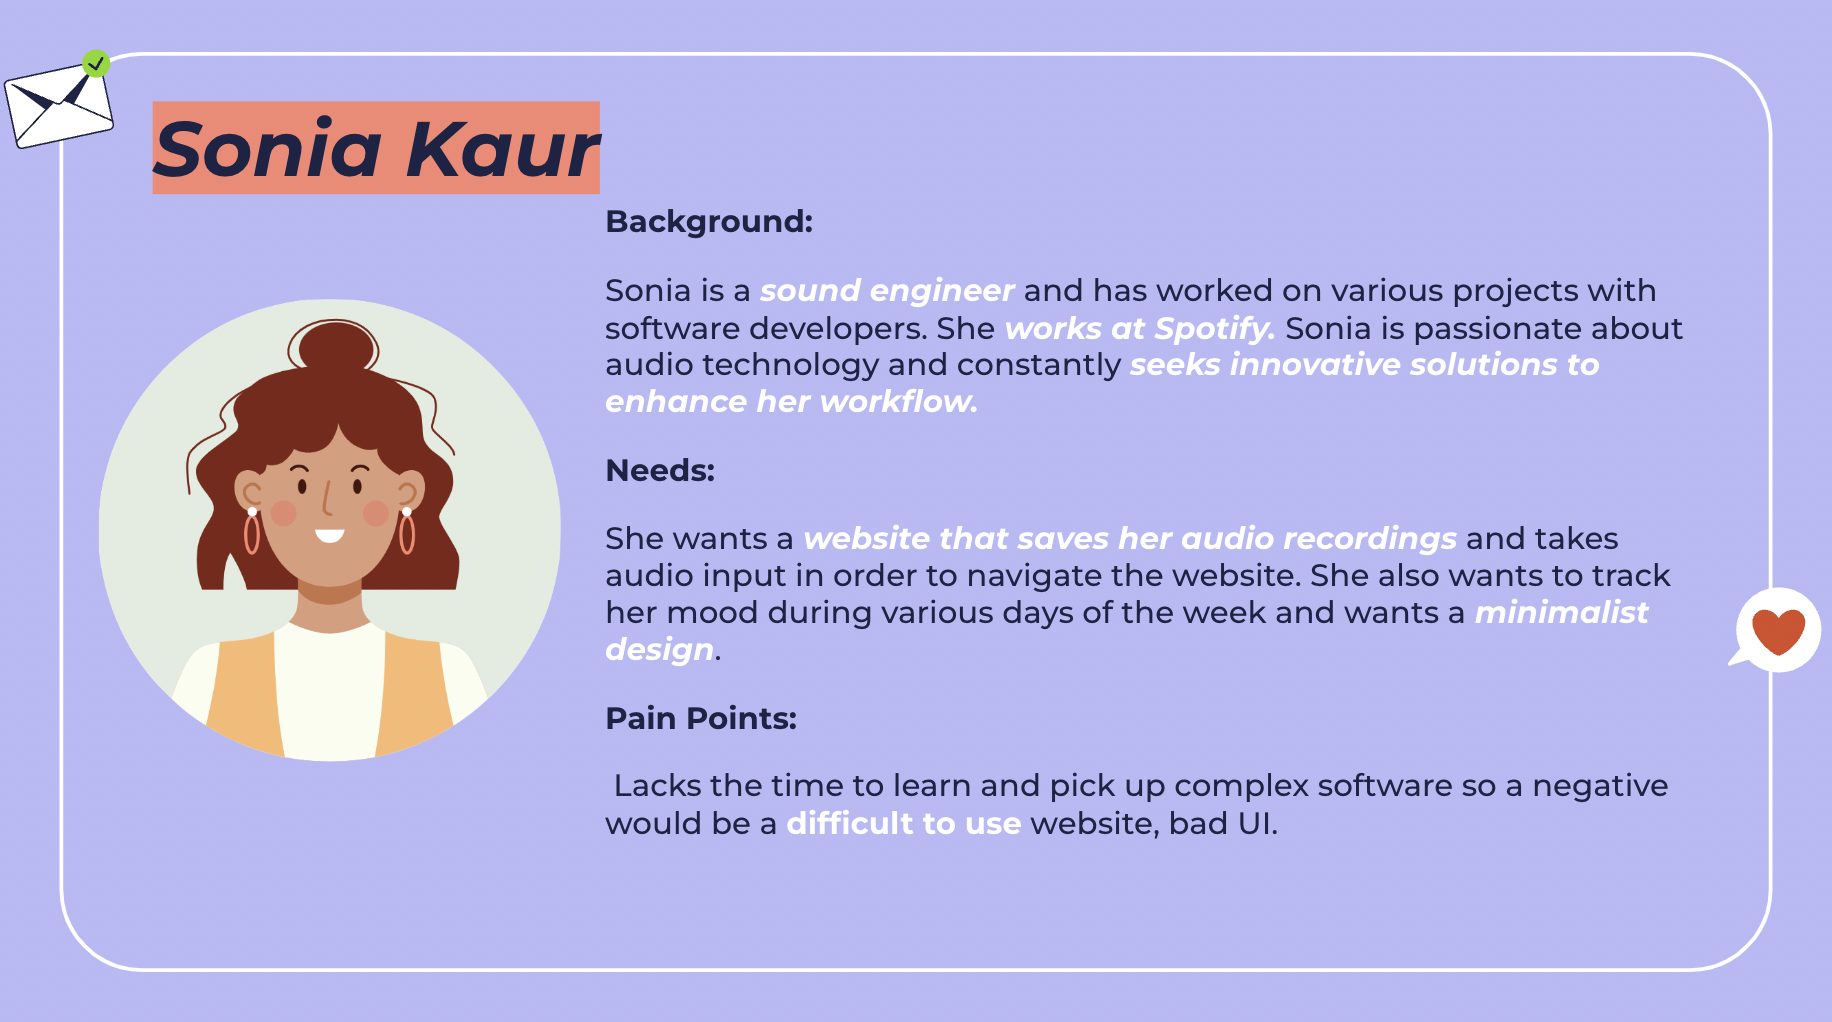 Sonia Kaur
Background:
Sonia is a sound engineer and has worked on various projects with
software developers. She works at Spotify. Sonia is passionate about
audio technology and constantly seeks innovative solutions to
enhance her workflow.
Needs:
She wants a website that saves her audio recordings and takes
audio input in order to navigate the website. She also wants to track
her mood during various days of the week and wants a minimalist
design.
Pain Points:
Lacks the time to learn and pick up complex software so a negative
would be a difficult to use website, bad UI.